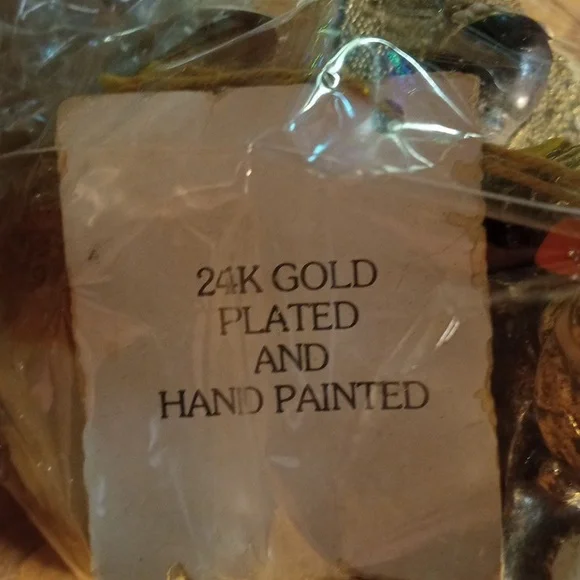 24K GOLD
PLATED
AND
HAND PAINTED